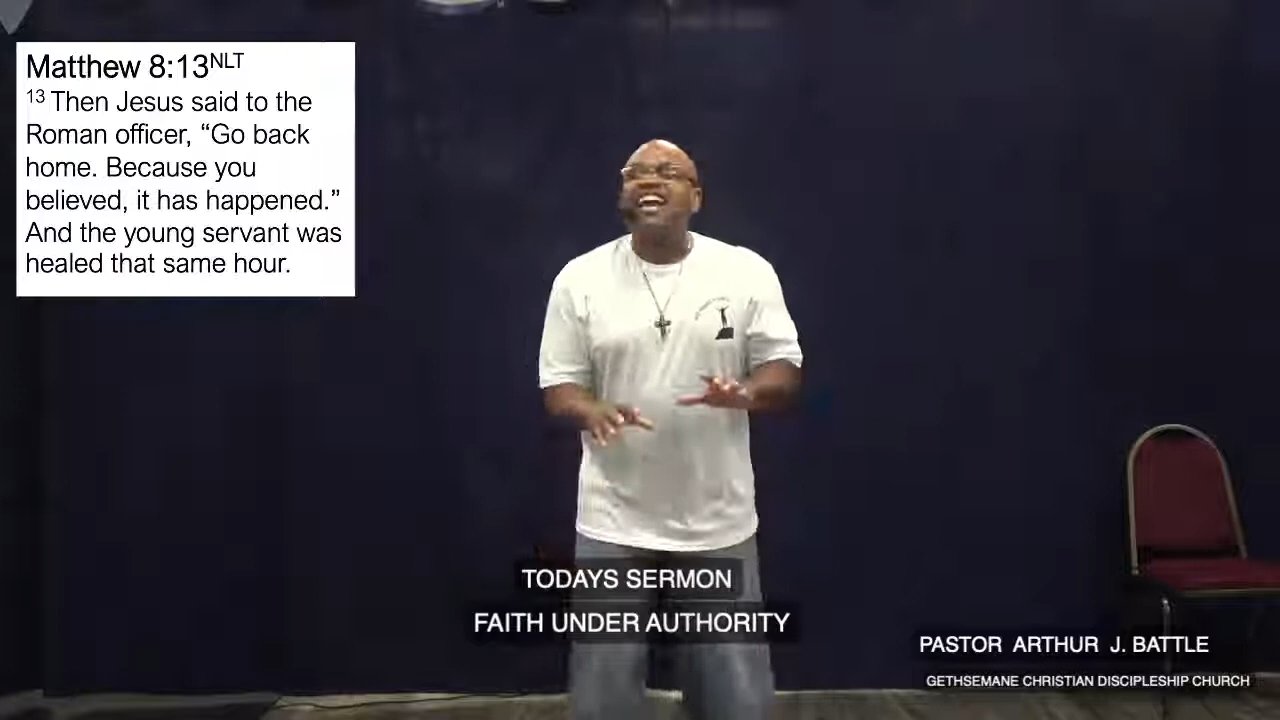 Matthew 8:13NLT
13 Then Jesus said to the
Roman officer, “Go back
home. Because you
believed, it has happened.”
And the young servant was
healed that same hour.
TODAYS SERMON
FAITH UNDER AUTHORITY
PASTOR ARTHUR J. BATTLE
GETHSEMANE CHRISTIAN DISCIPLESHIP CHURCH